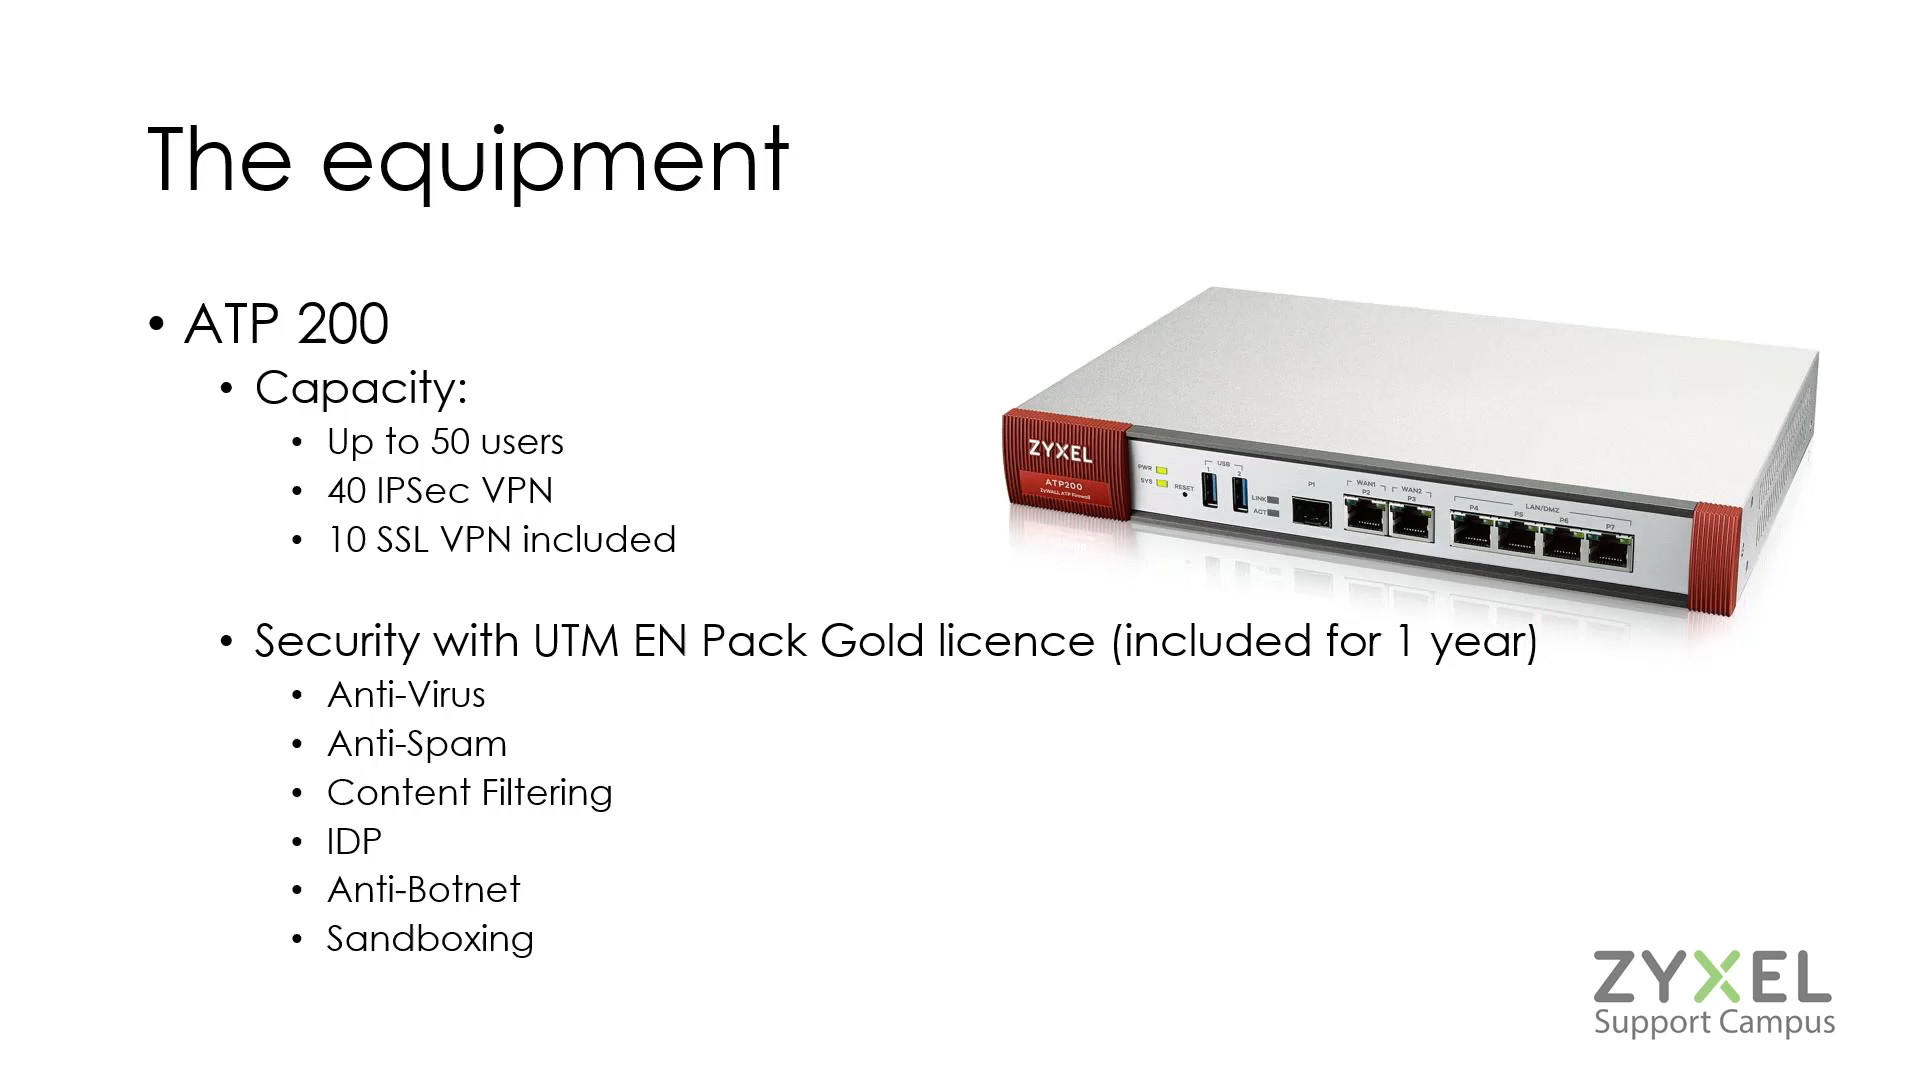 The equipment
• ATP 200
• Capacity:
• Up to 50 users
• 40 IPSec VPN
• 10 SSL VPN included
ZYXEL
ATP200
ZyWALL ATP Firewall
PWR
SYS
RESET
USB
1 2
LINK
ACT
P1
WAN1 WAN2
P2 P3
LAN/DMZ
P4 P5 P6 P7
• Security with UTM EN Pack Gold licence (included for 1 year)
• Anti-Virus
• Anti-Spam
• Content Filtering
• IDP
• Anti-Botnet
• Sandboxing
ZYXEL
Support Campus